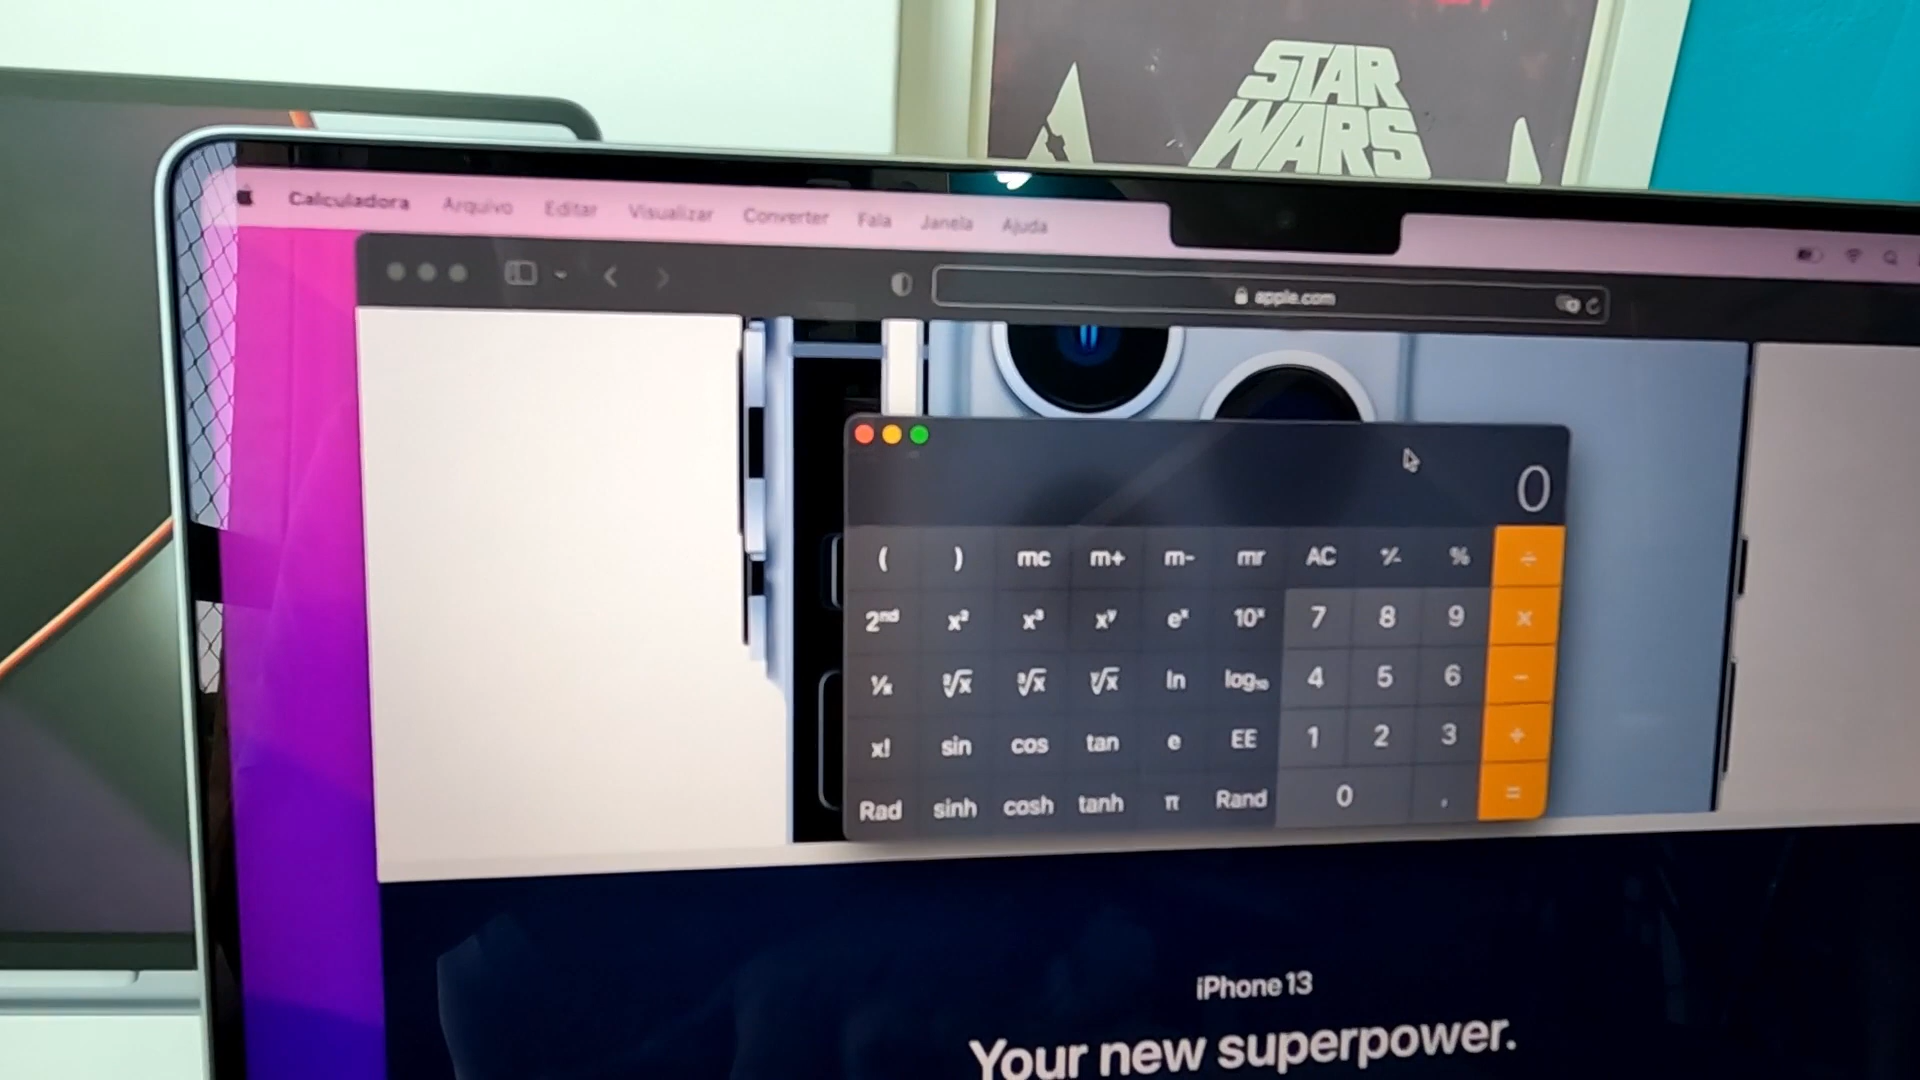 STAR
WARS
Calculadora Arquivo Editar Visualizar Converter Fala Janela Ajuda
apple.com
0
( ) mc m+ m- mr AC +/- % ÷
2ⁿᵈ x² x³ xʸ eˣ 10ˣ 7 8 9 ×
1/x ²√x ³√x ʸ√x ln log₁₀ 4 5 6 −
x! sin cos tan e EE 1 2 3 +
Rad sinh cosh tanh π Rand 0 , =
iPhone 13
Your new superpower.